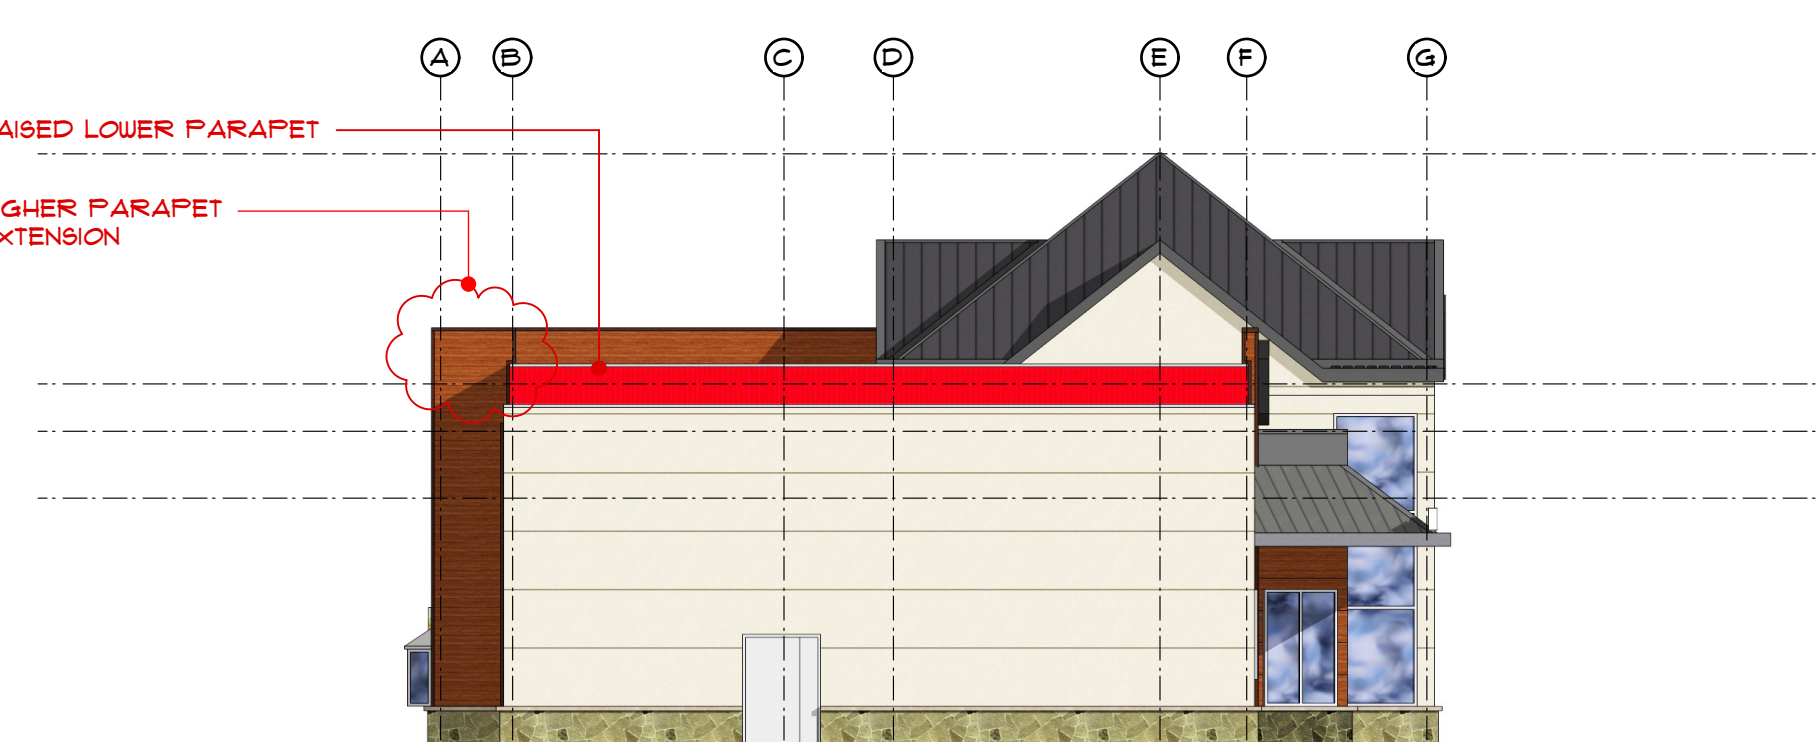 A B C D E F G
AISED LOWER PARAPET
GHER PARAPET
XTENSION